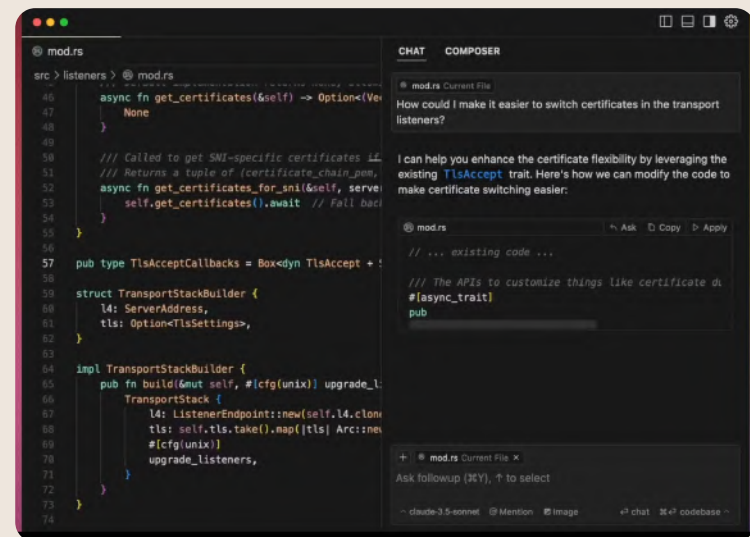 mod.rs
src > listeners > mod.rs
46 async fn get_certificates(&self) -> Option<(Ve
47 None
48 }
49
50 /// Called to get SNI-specific certificates if
51 /// Returns a tuple of (certificate_chain_pem,
52 async fn get_certificates_for_sni(&self, serve
53 self.get_certificates().await // Fall bac
54 }
55 }
56
57 pub type TlsAcceptCallbacks = Box<dyn TlsAccept +
58
59 struct TransportStackBuilder {
60 l4: ServerAddress,
61 tls: Option<TlsSettings>,
62 }
63
64 impl TransportStackBuilder {
65 pub fn build(&mut self, #[cfg(unix)] upgrade_li
66 TransportStack {
67 l4: ListenerEndpoint::new(self.l4.clone
68 tls: self.tls.take().map(|tls| Arc::new
69 #[cfg(unix)]
70 upgrade_listeners,
71 }
72 }
73 }
74
CHAT COMPOSER
mod.rs Current File
How could I make it easier to switch certificates in the transport
listeners?
I can help you enhance the certificate flexibility by leveraging the
existing TlsAccept trait. Here's how we can modify the code to
make certificate switching easier:
mod.rs Ask Copy Apply
// ... existing code ...
/// The APIs to customize things like certificate du
#[async_trait]
pub
+ mod.rs Current File ×
Ask followup (⌘Y), ↑ to select
claude-3.5-sonnet @ Mention Image ⏎ chat ⌘⏎ codebase